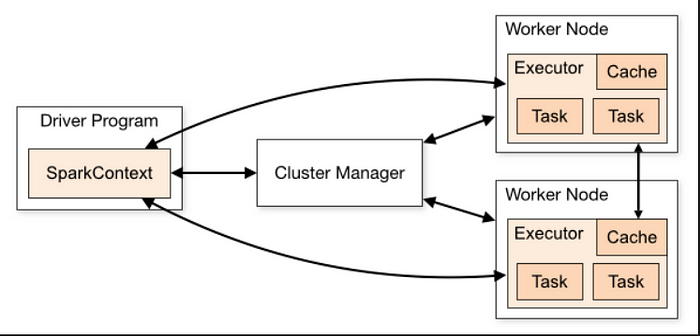 Driver Program
SparkContext
Cluster Manager
Worker Node
Executor
Cache
Task
Task
Worker Node
Executor
Cache
Task
Task